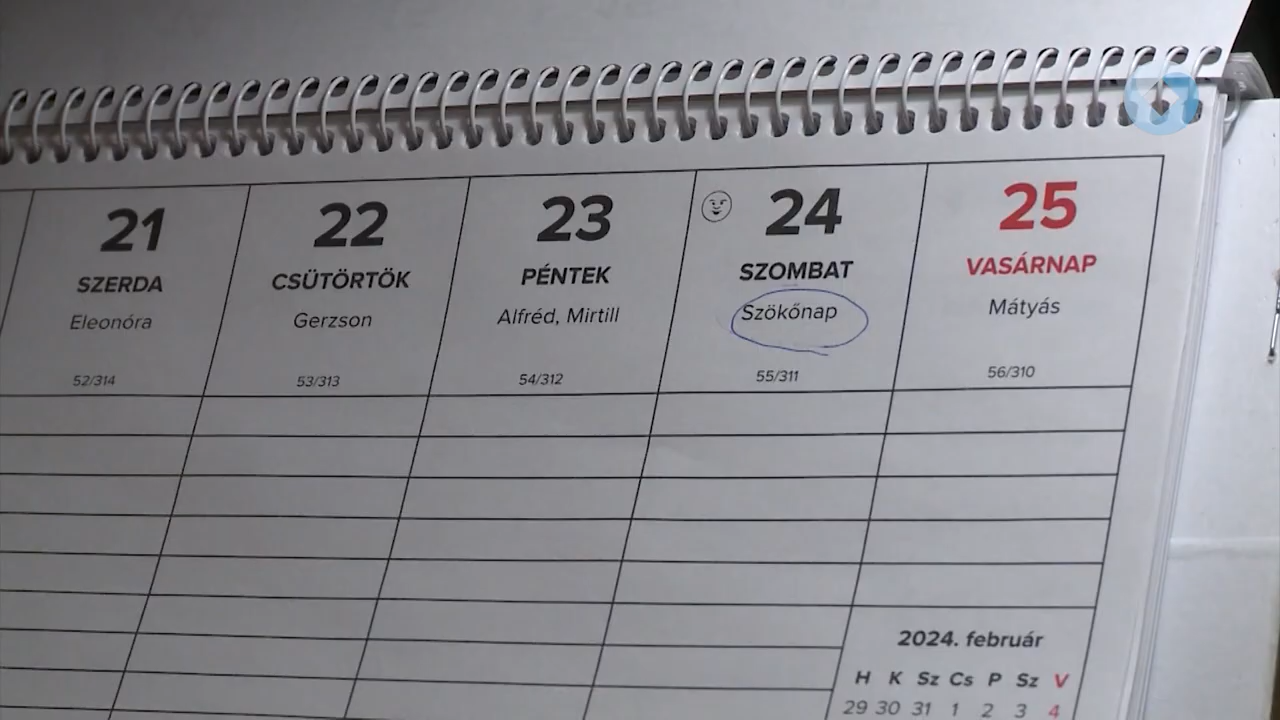 21
SZERDA
Eleonóra
52/314
22
CSÜTÖRTÖK
Gerzson
53/313
23
PÉNTEK
Alfréd, Mirtill
54/312
24
SZOMBAT
Szökőnap
55/311
25
VASÁRNAP
Mátyás
56/310
2024. február
H K Sz Cs P Sz V
29 30 31 1 2 3 4